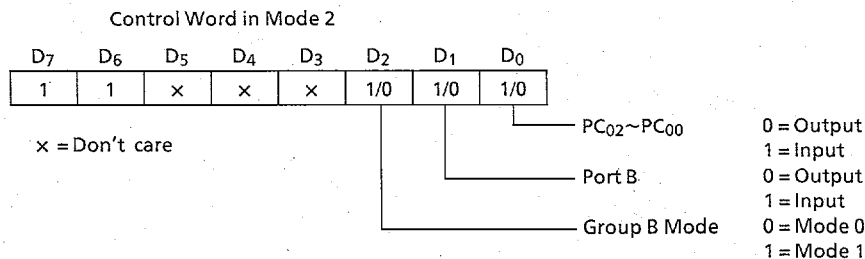 Control Word in Mode 2
D7 D6 D5 D4 D3 D2 D1 D0
1 1 × × × 1/0 1/0 1/0
× = Don't care
PC02~PC00 0 = Output
1 = Input
Port B 0 = Output
1 = Input
Group B Mode 0 = Mode 0
1 = Mode 1